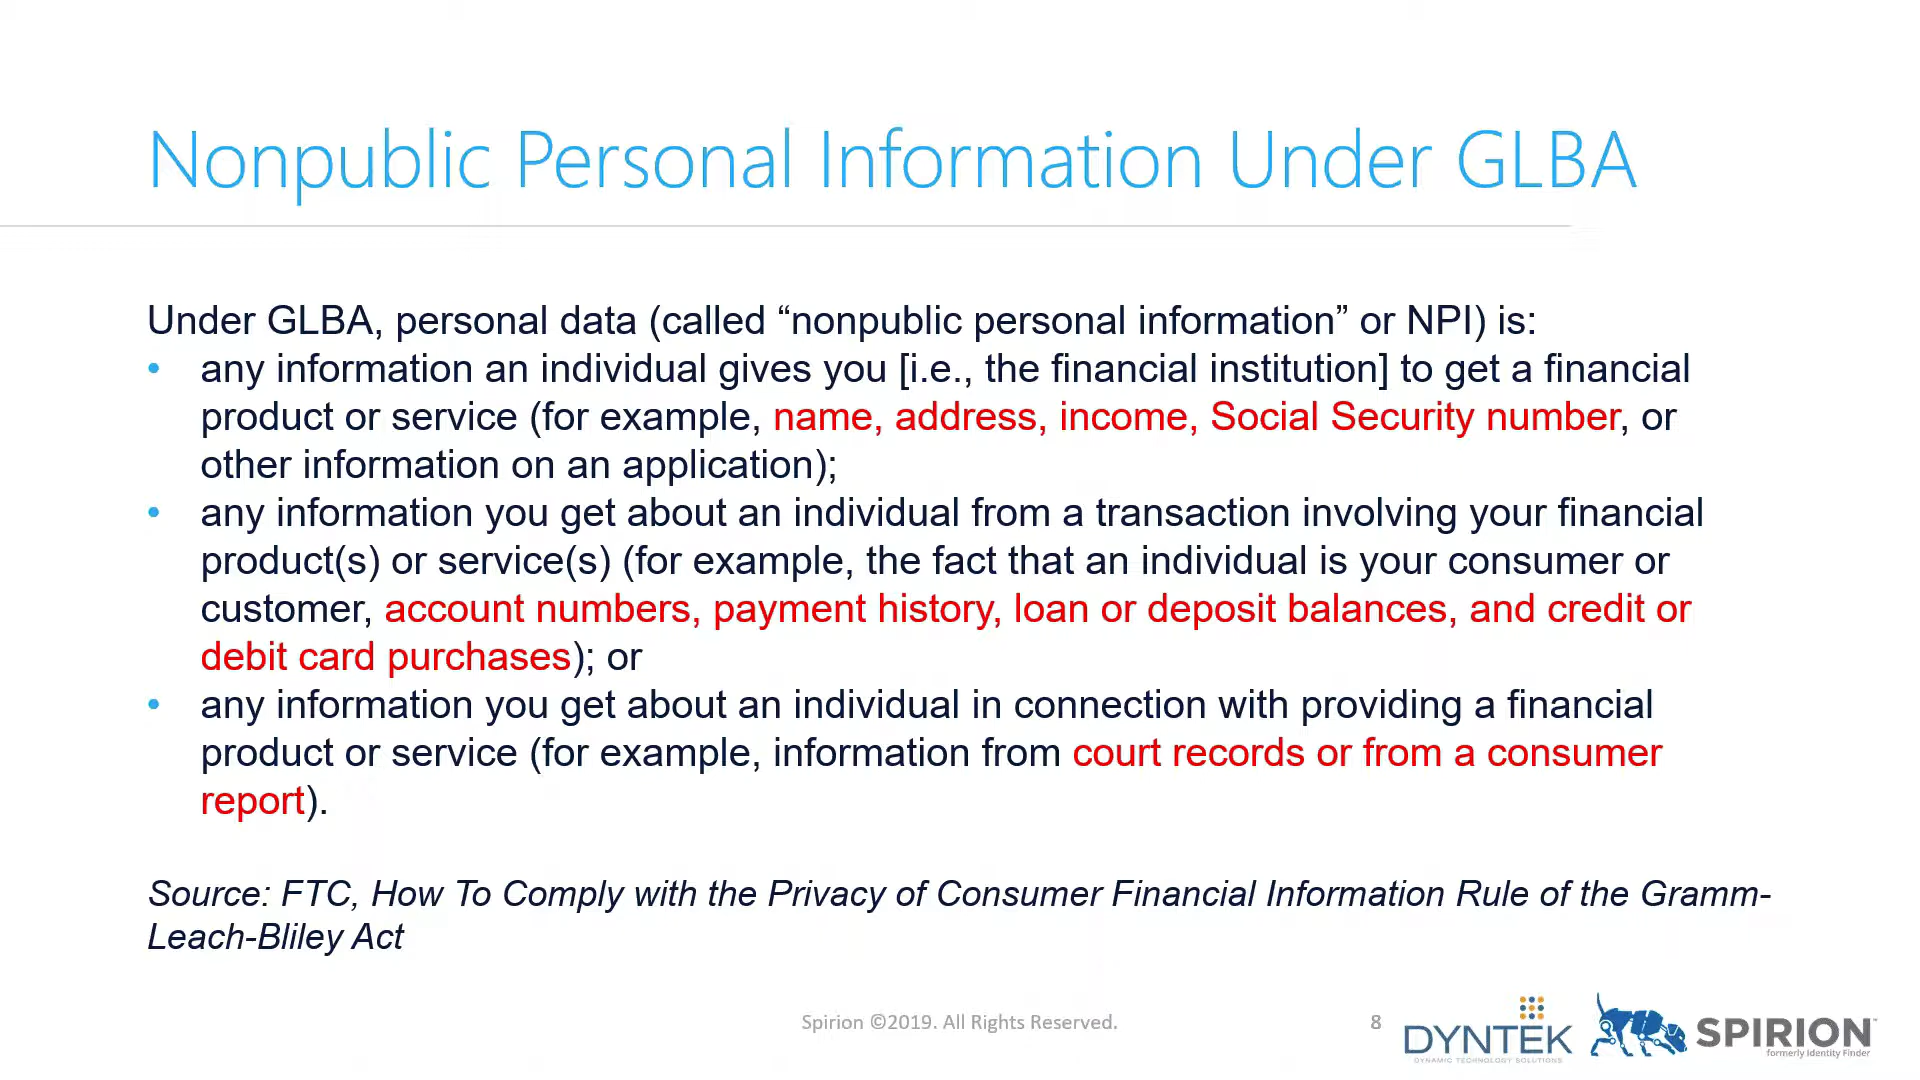 Nonpublic Personal Information Under GLBA
Under GLBA, personal data (called “nonpublic personal information” or NPI) is:
• any information an individual gives you [i.e., the financial institution] to get a financial
product or service (for example, name, address, income, Social Security number, or
other information on an application);
• any information you get about an individual from a transaction involving your financial
product(s) or service(s) (for example, the fact that an individual is your consumer or
customer, account numbers, payment history, loan or deposit balances, and credit or
debit card purchases); or
• any information you get about an individual in connection with providing a financial
product or service (for example, information from court records or from a consumer
report).
Source: FTC, How To Comply with the Privacy of Consumer Financial Information Rule of the Gramm-
Leach-Bliley Act
Spirion ©2019. All Rights Reserved.
8
DYNTEK
DYNAMIC TECHNOLOGY SOLUTIONS
SPIRION™
formerly Identity Finder